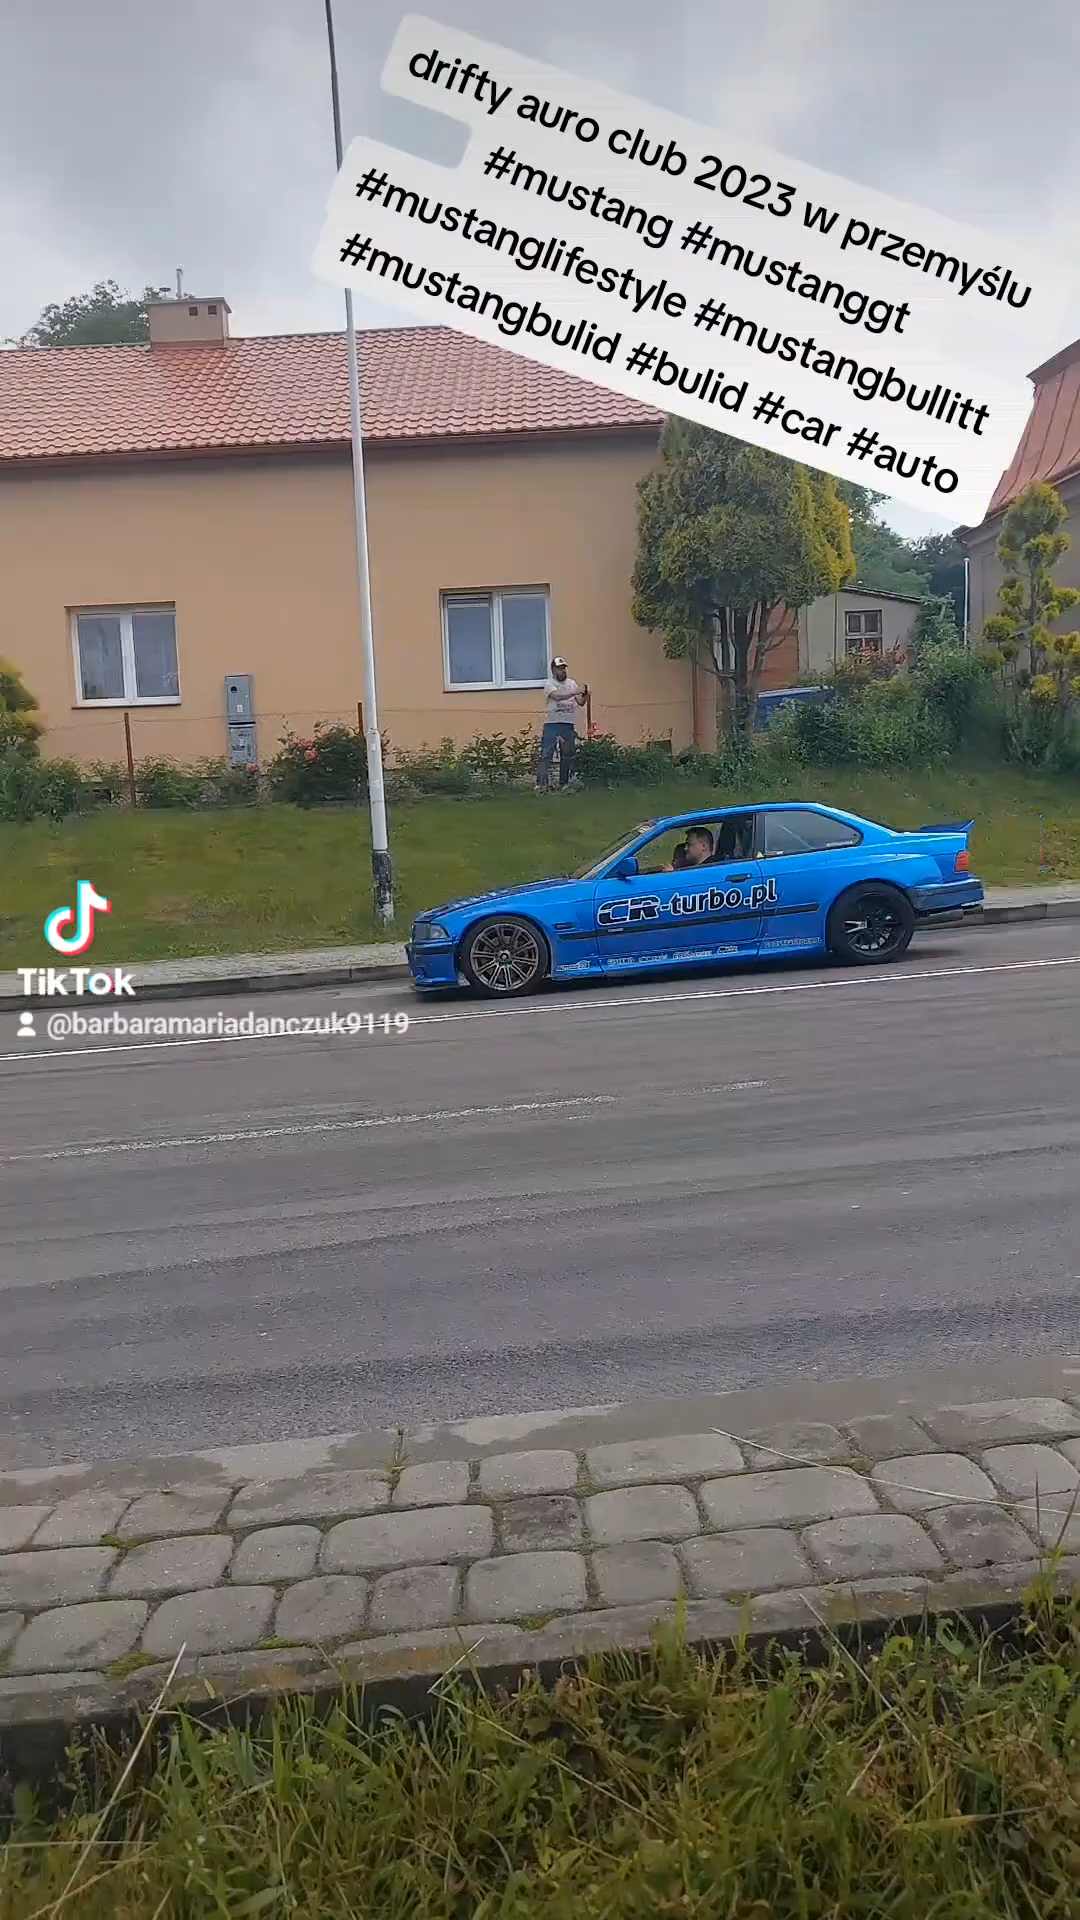 drifty auro club 2023 w przemyślu
#mustang #mustanggt
#mustanglifestyle #mustangbullitt
#mustangbulid #bulid #car #auto
CR-turbo.pl
TikTok
@barbaramariadanczuk9119